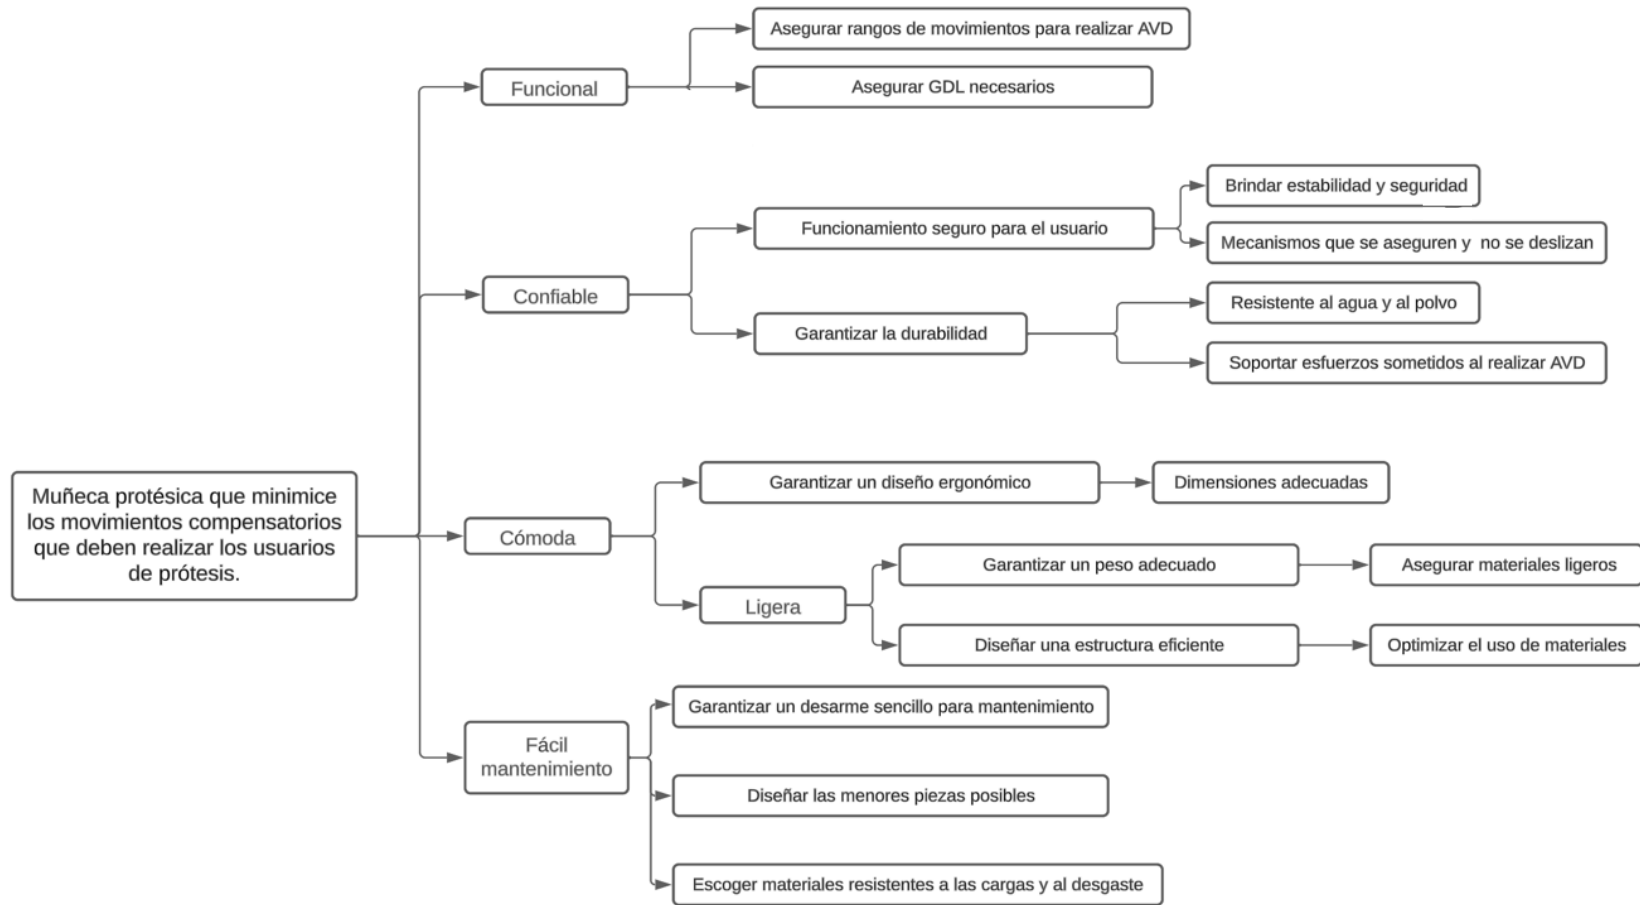 Asegurar rangos de movimientos para realizar AVD
Funcional
Asegurar GDL necesarios
Brindar estabilidad y seguridad
Funcionamiento seguro para el usuario
Mecanismos que se aseguren y no se deslizan
Confiable
Resistente al agua y al polvo
Garantizar la durabilidad
Soportar esfuerzos sometidos al realizar AVD
Muñeca protésica que minimice
los movimientos compensatorios
que deben realizar los usuarios
de prótesis.
Garantizar un diseño ergonómico
Dimensiones adecuadas
Cómoda
Garantizar un peso adecuado
Asegurar materiales ligeros
Ligera
Diseñar una estructura eficiente
Optimizar el uso de materiales
Garantizar un desarme sencillo para mantenimiento
Fácil
mantenimiento
Diseñar las menores piezas posibles
Escoger materiales resistentes a las cargas y al desgaste